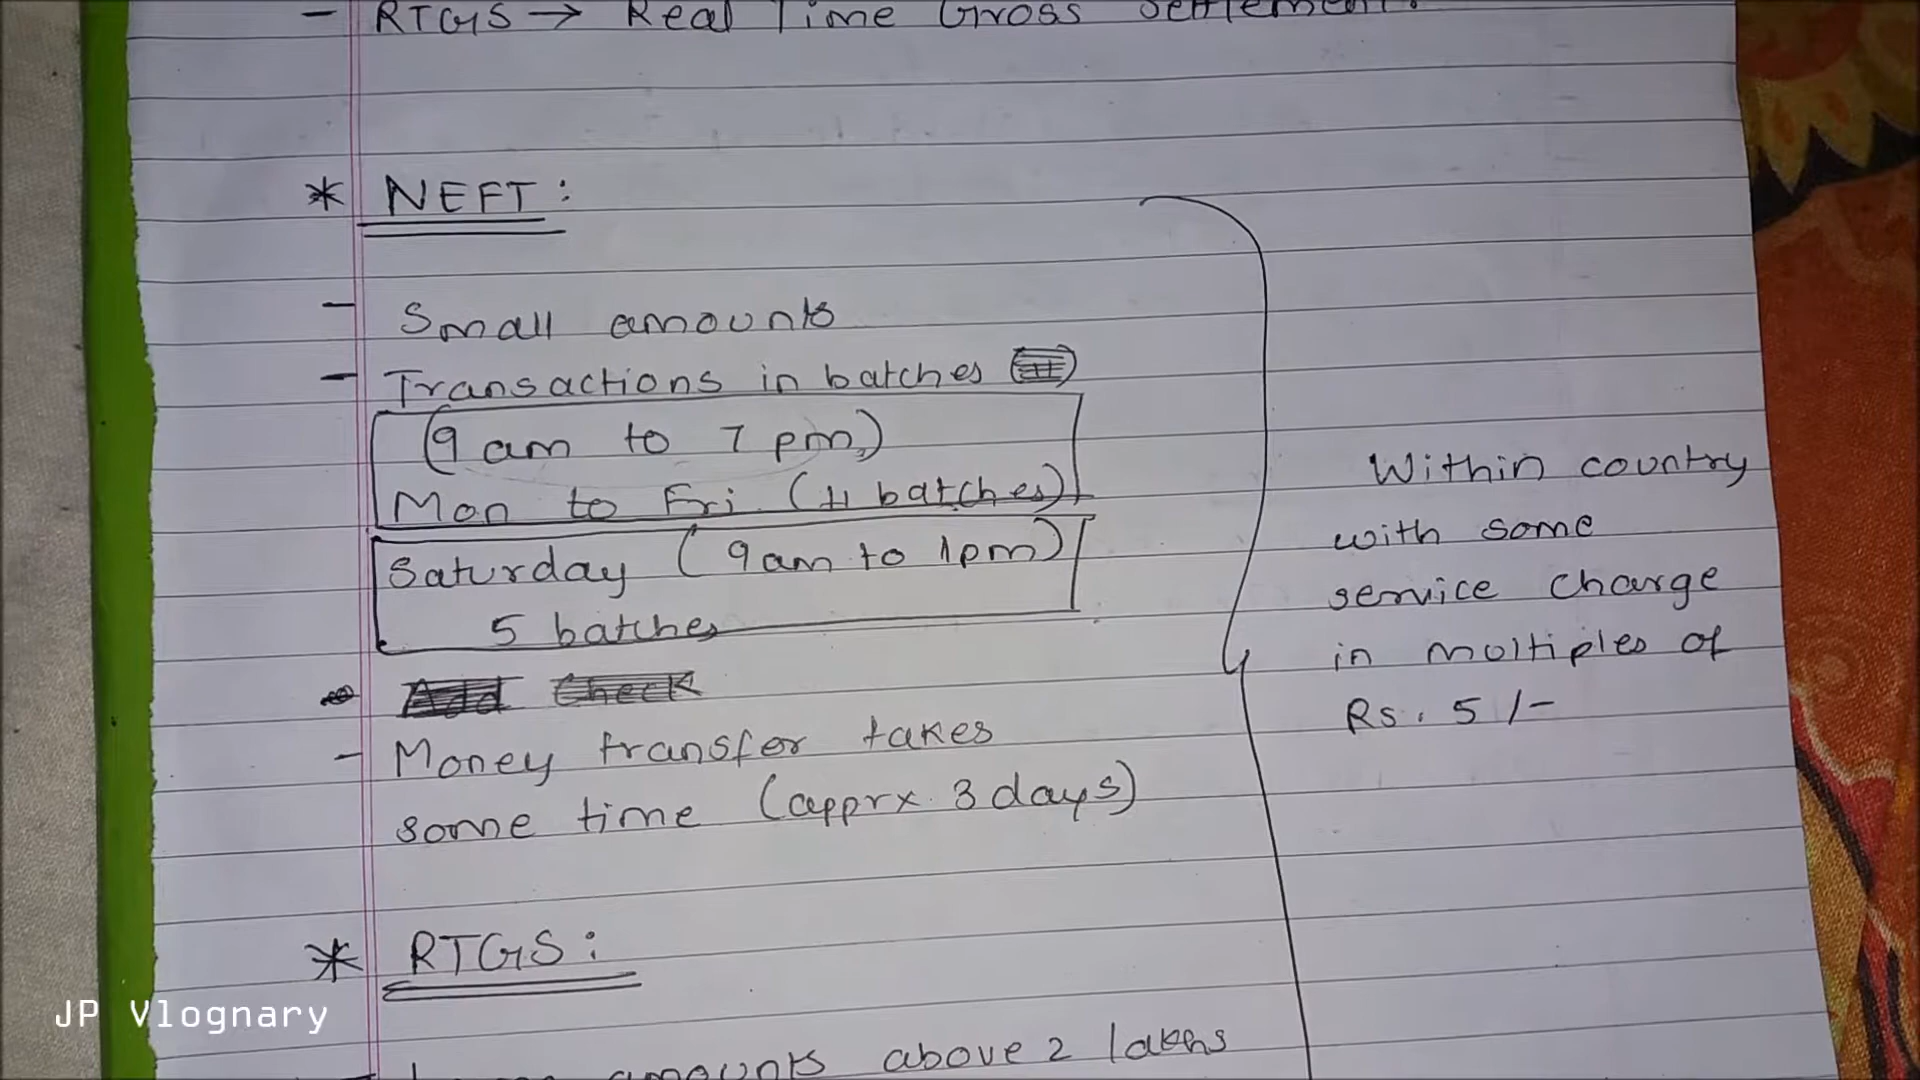 - RTGS → Real Time Gross Settlement.
* NEFT :
- Small amounts
- Transactions in batches
(9 am to 7 pm)
Mon to Fri. (11 batches)
Saturday (9am to 1pm)
5 batches
Add Check
- Money transfer takes
some time (apprx. 3 days)
Within country
with some
service charge
in multiples of
Rs. 5 /-
* RTGS :
amounts above 2 lakhs
JP Vlognary